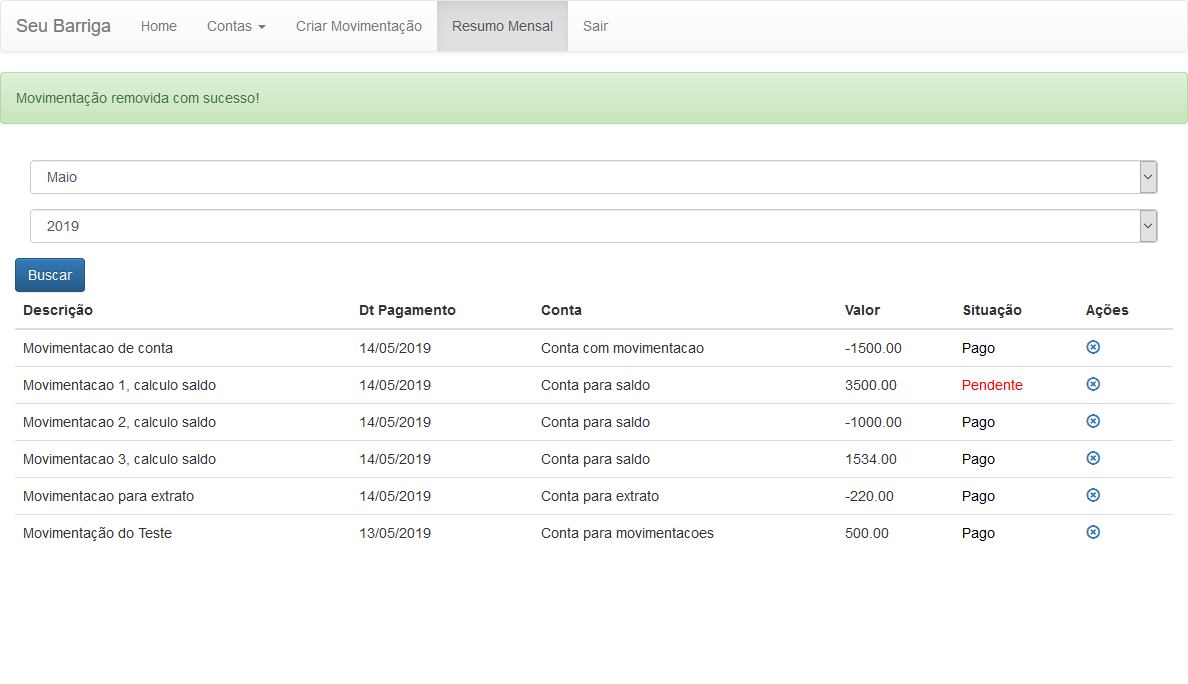 Seu Barriga Home Contas Criar Movimentação Resumo Mensal Sair
Movimentação removida com sucesso!
Maio
2019
Buscar
Descrição Dt Pagamento Conta Valor Situação Ações
Movimentacao de conta 14/05/2019 Conta com movimentacao -1500.00 Pago
Movimentacao 1, calculo saldo 14/05/2019 Conta para saldo 3500.00 Pendente
Movimentacao 2, calculo saldo 14/05/2019 Conta para saldo -1000.00 Pago
Movimentacao 3, calculo saldo 14/05/2019 Conta para saldo 1534.00 Pago
Movimentacao para extrato 14/05/2019 Conta para extrato -220.00 Pago
Movimentação do Teste 13/05/2019 Conta para movimentacoes 500.00 Pago